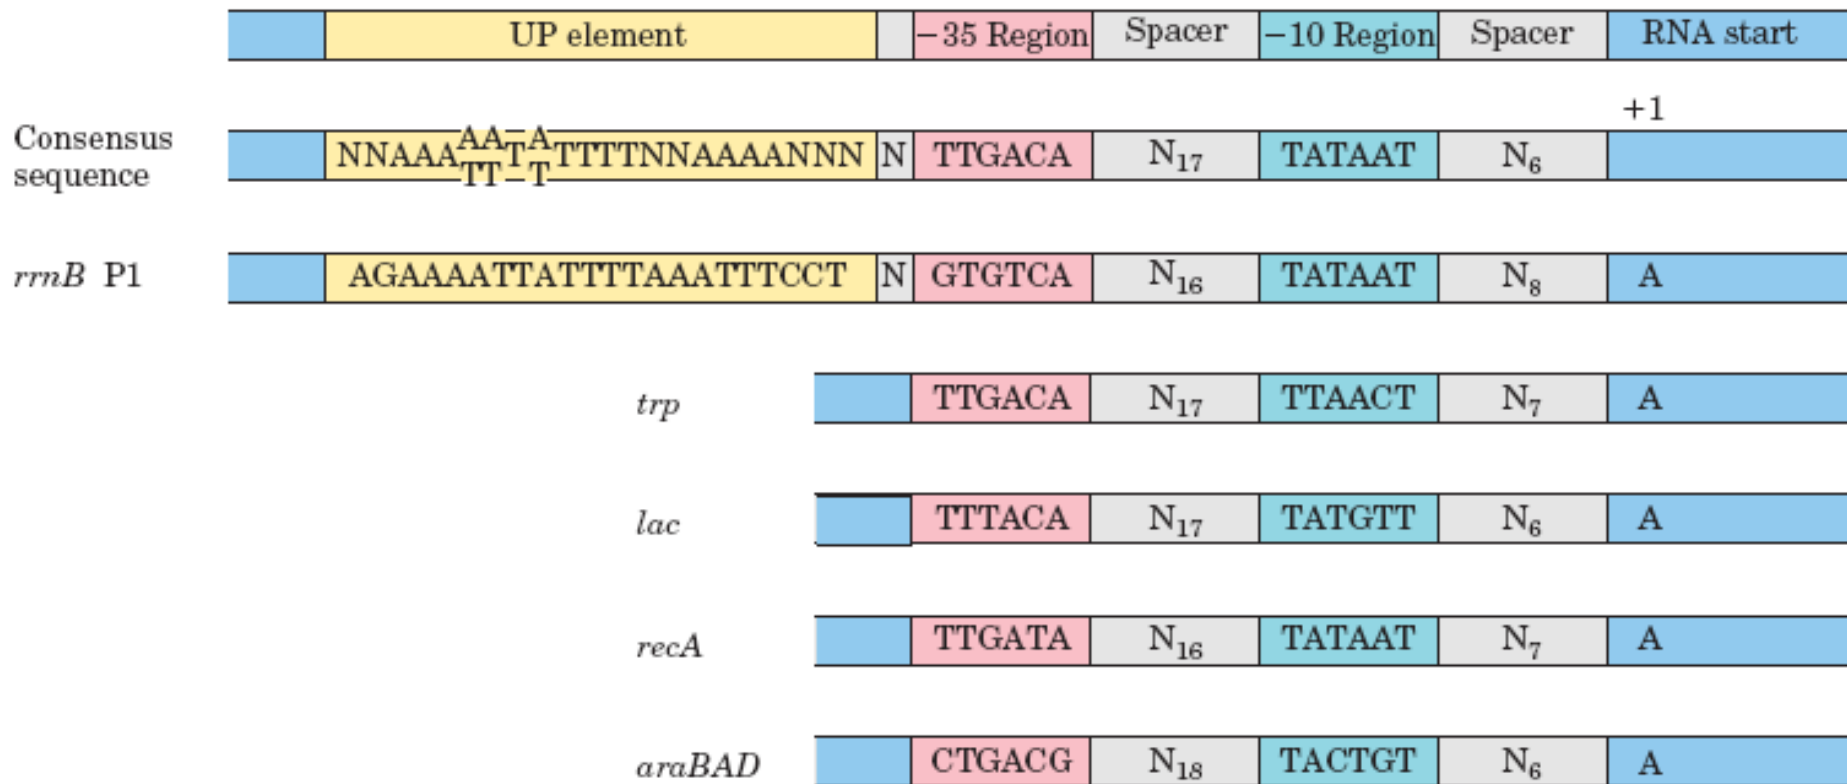 UP element −35 Region Spacer −10 Region Spacer RNA start
+1
Consensus sequence NNAAA AA/TT T A/T TTTTNNAAAANNN N TTGACA N₁₇ TATAAT N₆
rrnB P1 AGAAAATTATTTTAAATTTCCT N GTGTCA N₁₆ TATAAT N₈ A
trp TTGACA N₁₇ TTAACT N₇ A
lac TTTACA N₁₇ TATGTT N₆ A
recA TTGATA N₁₆ TATAAT N₇ A
araBAD CTGACG N₁₈ TACTGT N₆ A